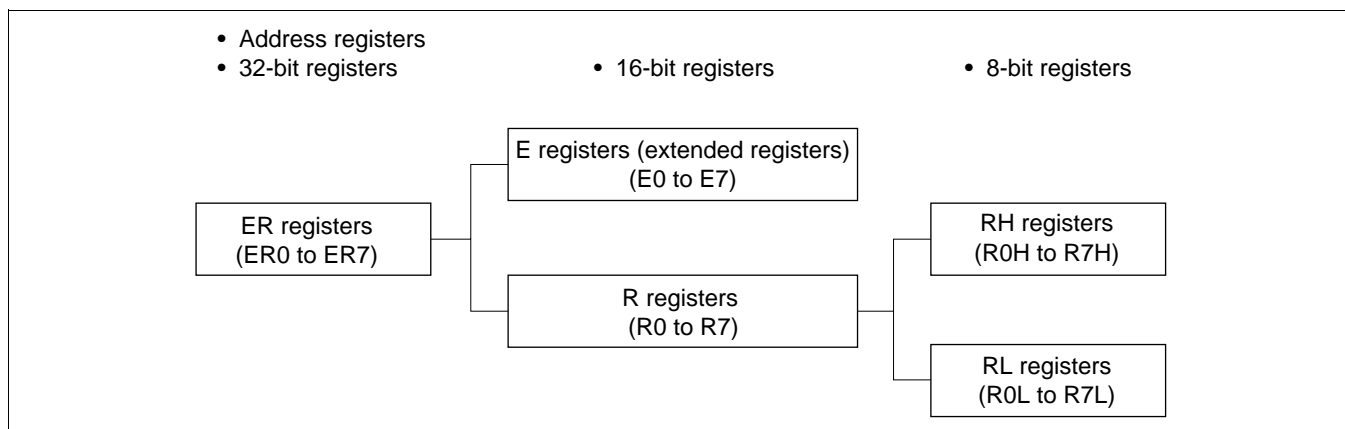 • Address registers
• 32-bit registers
• 16-bit registers
• 8-bit registers
E registers (extended registers)
(E0 to E7)
ER registers
(ER0 to ER7)
RH registers
(R0H to R7H)
R registers
(R0 to R7)
RL registers
(R0L to R7L)